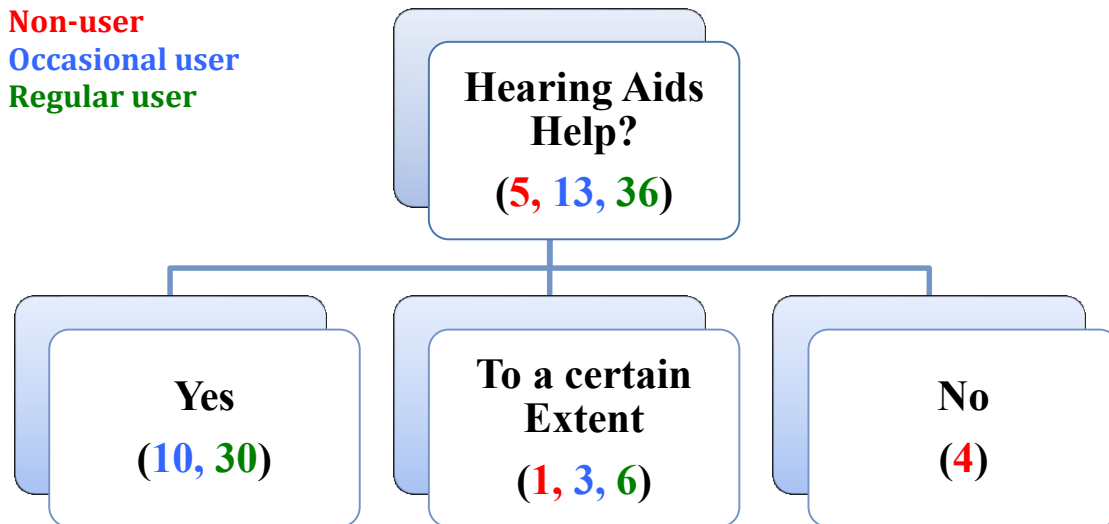 Non-user
Occasional user
Regular user
Hearing Aids
Help?
(5, 13, 36)
Yes
(10, 30)
To a certain
Extent
(1, 3, 6)
No
(4)